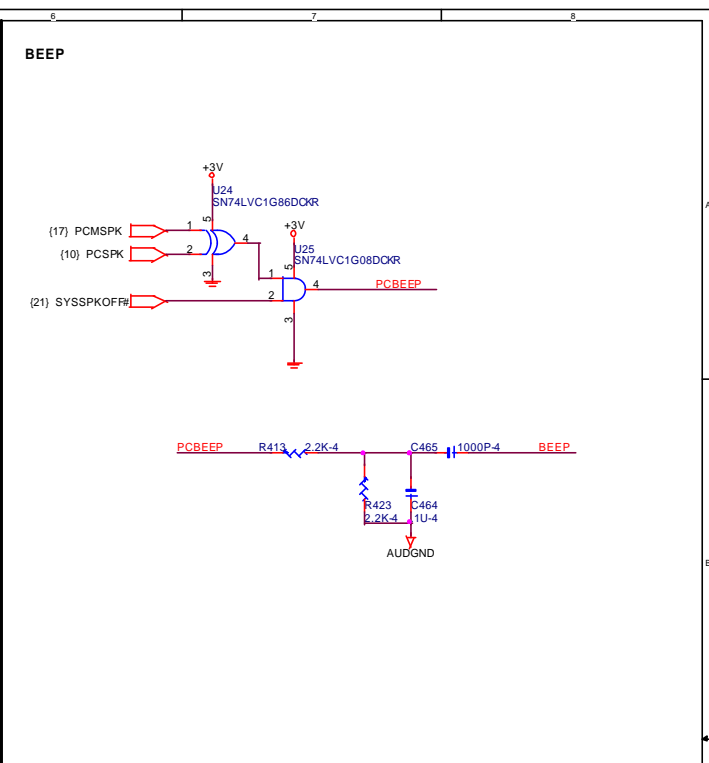 6 7 8
BEEP
A
+3V
U24
SN74LVC1G86DCKR
5
+3V
{17} PCMSPK 1
4
U25
{10} PCSPK 2
SN74LVC1G08DCKR
3
5
1
4 PCBEEP
{21} SYSSPKOFF# 2
3
PCBEEP R413 2.2K-4 C465 1000P-4 BEEP
R423 C464
2.2K-4 .1U-4
AUDGND
B